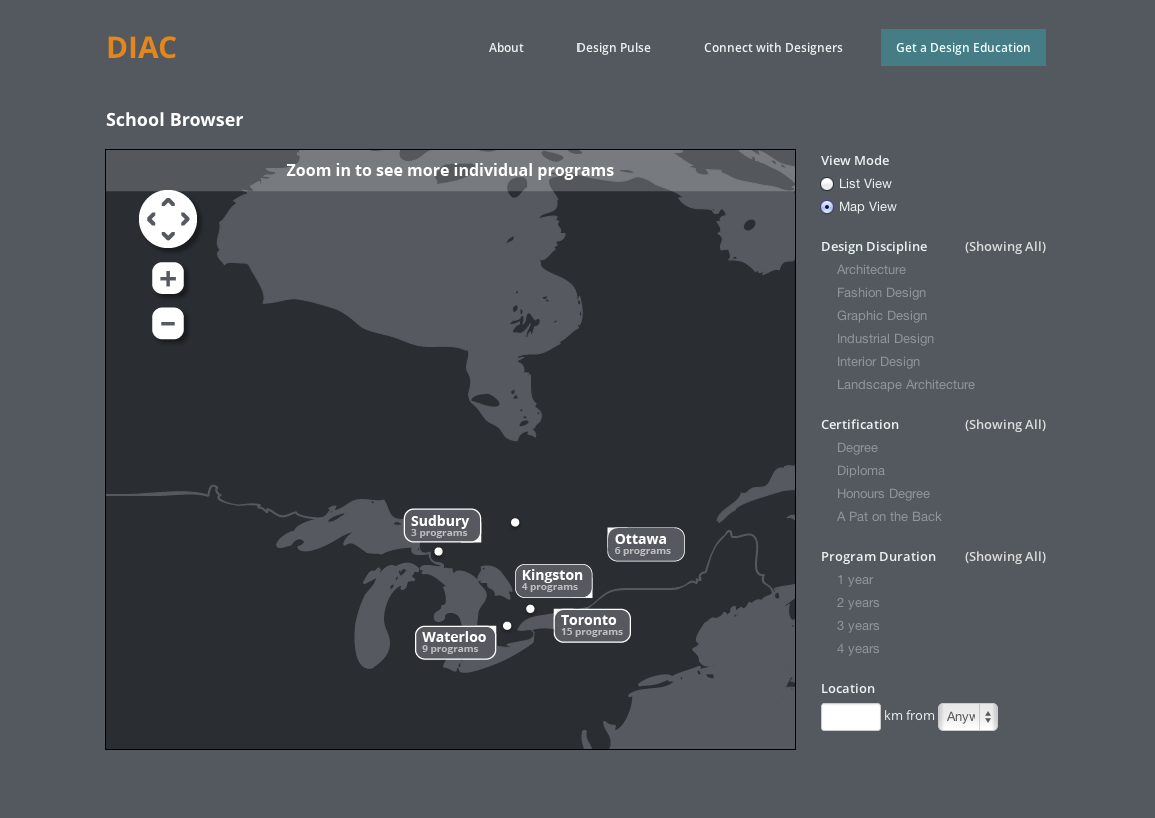 DIAC
About
Design Pulse
Connect with Designers
Get a Design Education
School Browser
Zoom in to see more individual programs
Sudbury
3 programs
Ottawa
6 programs
Kingston
4 programs
Toronto
15 programs
Waterloo
9 programs
View Mode
List View
Map View
Design Discipline (Showing All)
Architecture
Fashion Design
Graphic Design
Industrial Design
Interior Design
Landscape Architecture
Certification (Showing All)
Degree
Diploma
Honours Degree
A Pat on the Back
Program Duration (Showing All)
1 year
2 years
3 years
4 years
Location
km from Anyw